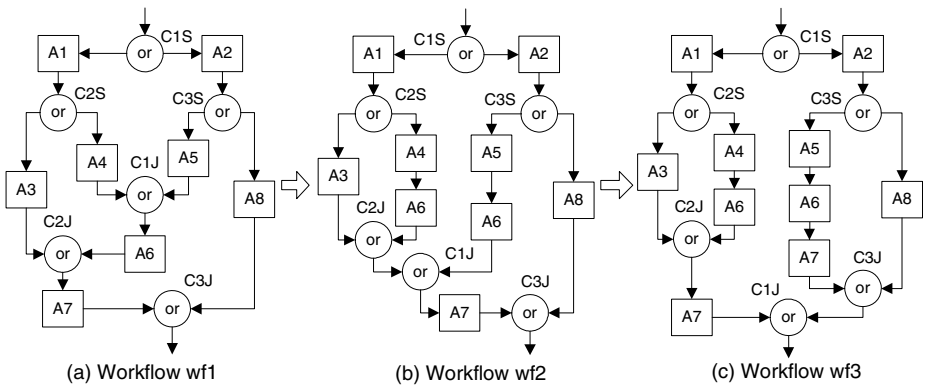 C1S
A1
or
A2
C2S
C3S
or
or
A4
C1J
A5
A3
or
A8
C2J
or
A6
C3J
A7
or
(a) Workflow wf1
C1S
A1
or
A2
C2S
C3S
or
or
A4
A5
A3
A6
A8
C2J
or
A6
C1J
or
C3J
A7
or
(b) Workflow wf2
C1S
A1
or
A2
C2S
C3S
or
or
A4
A5
A3
A6
A6
A8
C2J
or
A7
C3J
or
C1J
A7
or
(c) Workflow wf3